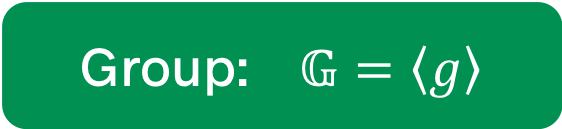 Group: 𝔾 = ⟨𝑔⟩